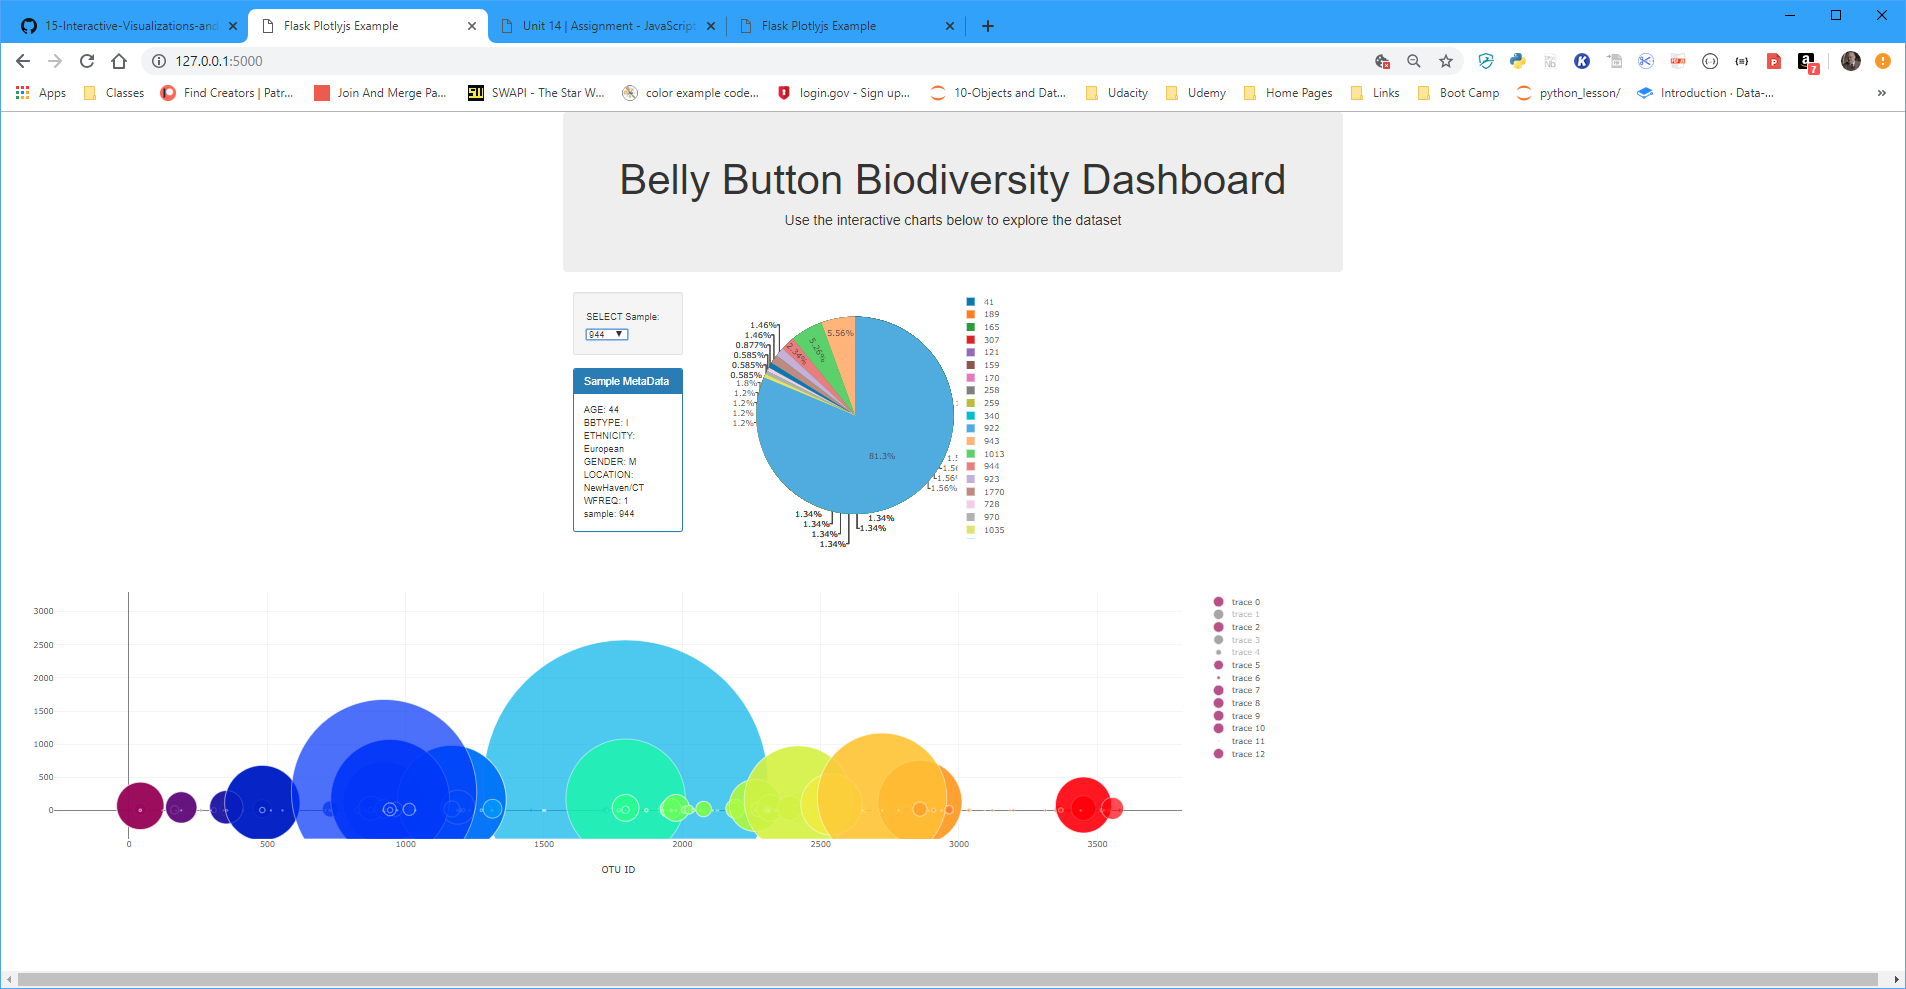 15-Interactive-Visualizations-and
Flask Plotlyjs Example
Unit 14 | Assignment - JavaScript
Flask Plotlyjs Example
127.0.0.1:5000
7
Apps
Classes
Find Creators | Patr...
Join And Merge Pa...
SWAPI - The Star W...
color example code...
login.gov - Sign up...
10-Objects and Dat...
Udacity
Udemy
Home Pages
Links
Boot Camp
python_lesson/
Introduction · Data-...
Belly Button Biodiversity Dashboard
Use the interactive charts below to explore the dataset
SELECT Sample:
944
Sample MetaData
AGE: 44
BBTYPE: I
ETHNICITY:
European
GENDER: M
LOCATION:
NewHaven/CT
WFREQ: 1
sample: 944
1.46%
1.46%
0.877%
0.585%
0.585%
0.585%
1.8%
1.2%
1.2%
1.2%
1.2%
2.34%
5.26%
5.56%
81.3%
1.56%
1.34%
1.34%
1.34%
1.34%
1.34%
1.34%
41
189
165
307
121
159
170
258
259
340
922
943
1013
944
923
1770
728
970
1035
3000
2500
2000
1500
1000
500
0
0
500
1000
1500
2000
2500
3000
3500
OTU ID
trace 0
trace 1
trace 2
trace 3
trace 4
trace 5
trace 6
trace 7
trace 8
trace 9
trace 10
trace 11
trace 12